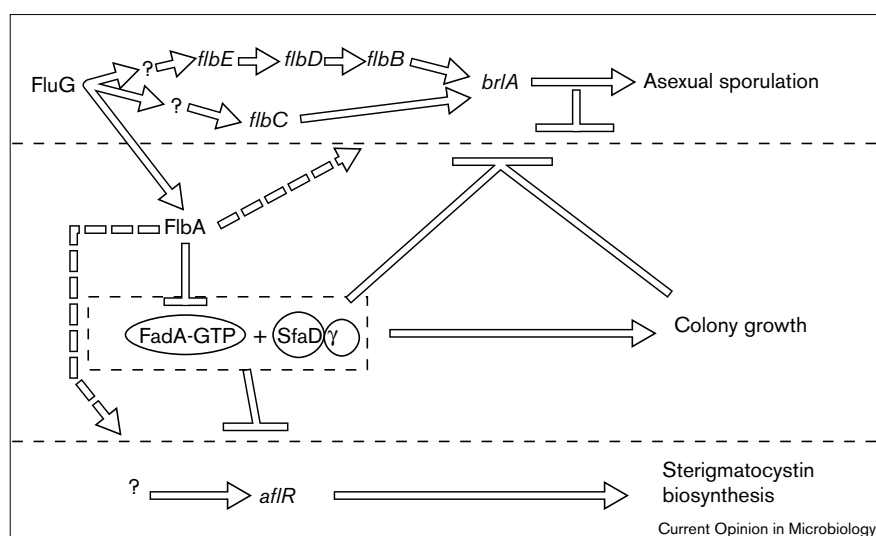 FluG
?
flbE
flbD
flbB
brlA
Asexual sporulation
?
flbC
FlbA
FadA-GTP + SfaD γ
Colony growth
?
aflR
Sterigmatocystin
biosynthesis
Current Opinion in Microbiology